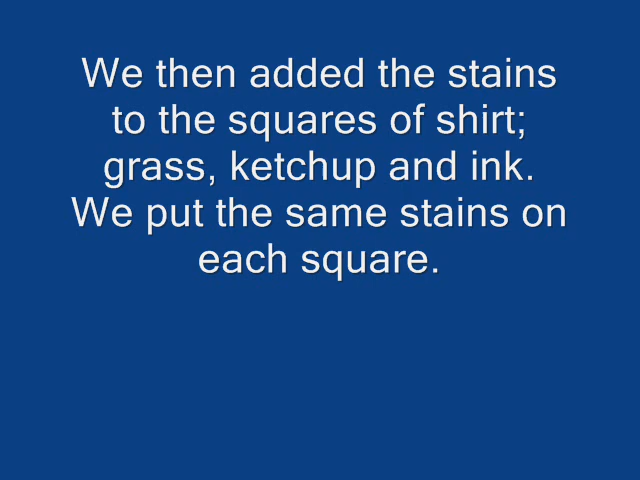 We then added the stains
to the squares of shirt;
grass, ketchup and ink.
We put the same stains on
each square.